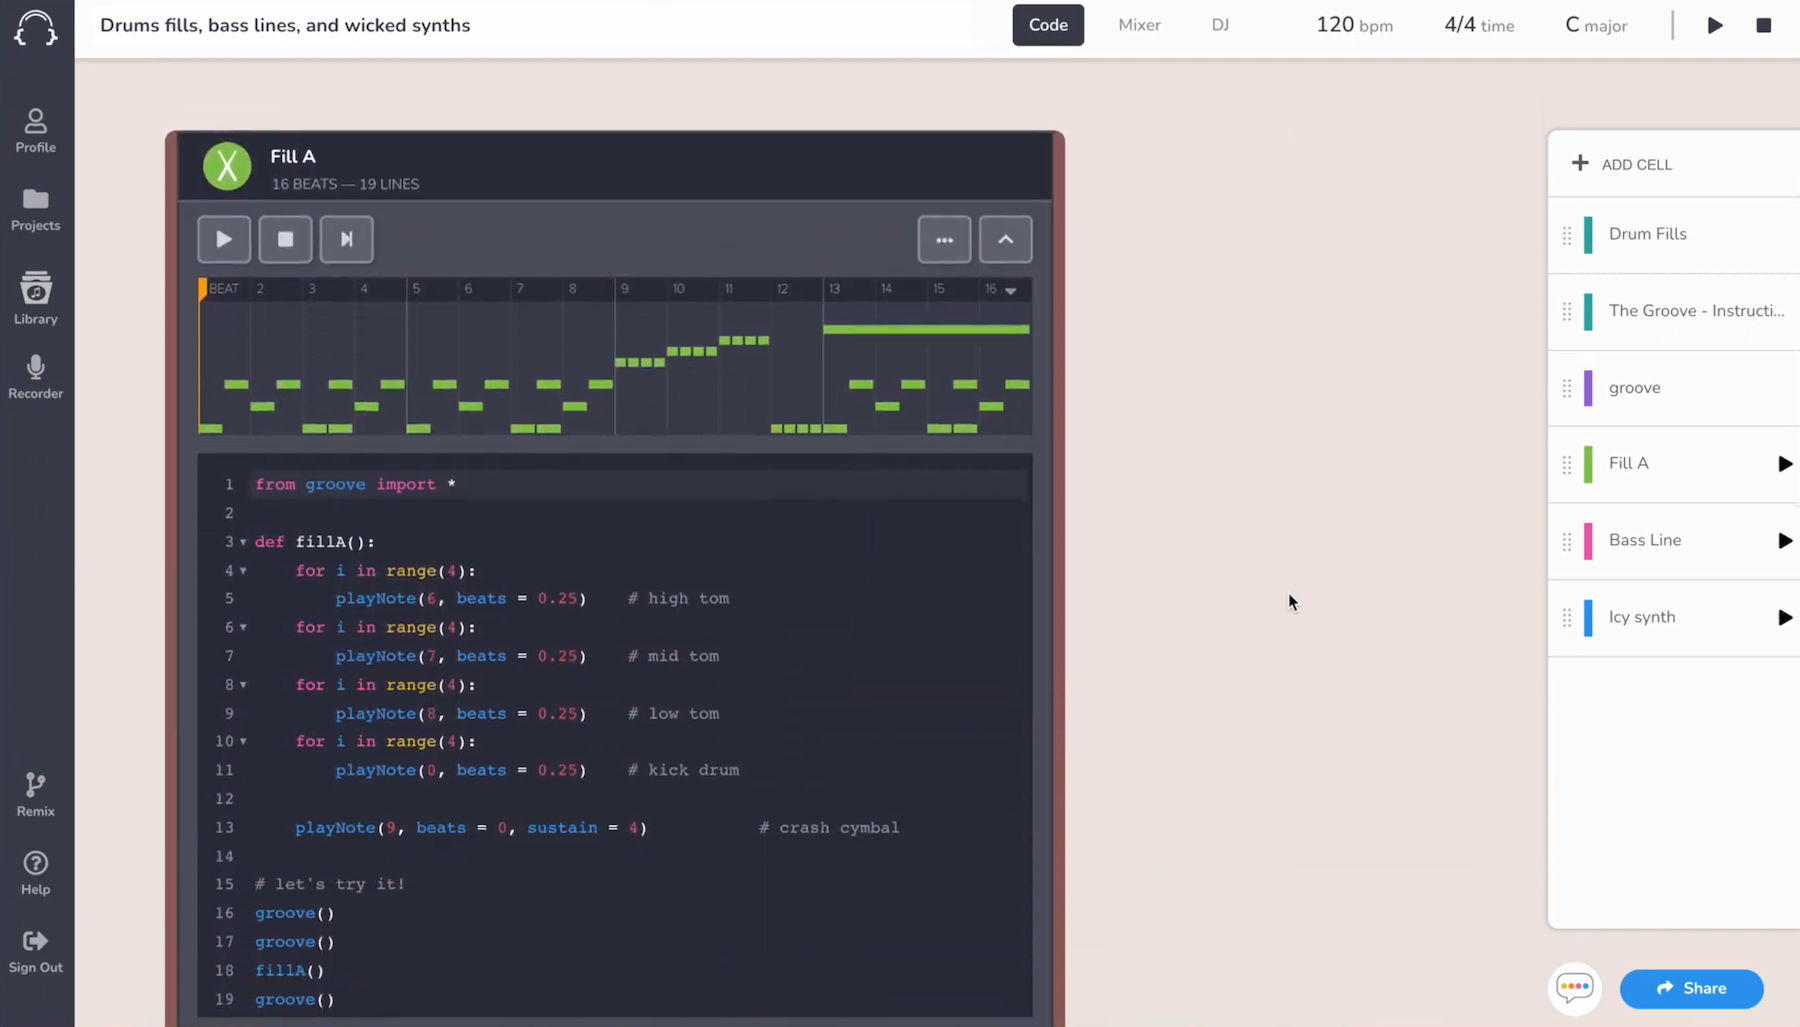 Drums fills, bass lines, and wicked synths
Code
Mixer
DJ
120 bpm
4/4 time
C major
Profile
Projects
Library
Recorder
Remix
Help
Sign Out
Fill A
16 BEATS — 19 LINES
BEAT 2 3 4 5 6 7 8 9 10 11 12 13 14 15 16
1 from groove import *
2
3 def fillA():
4 for i in range(4):
5 playNote(6, beats = 0.25) # high tom
6 for i in range(4):
7 playNote(7, beats = 0.25) # mid tom
8 for i in range(4):
9 playNote(8, beats = 0.25) # low tom
10 for i in range(4):
11 playNote(0, beats = 0.25) # kick drum
12
13 playNote(9, beats = 0, sustain = 4) # crash cymbal
14
15 # let's try it!
16 groove()
17 groove()
18 fillA()
19 groove()
+ ADD CELL
Drum Fills
The Groove - Instructi...
groove
Fill A
Bass Line
Icy synth
Share